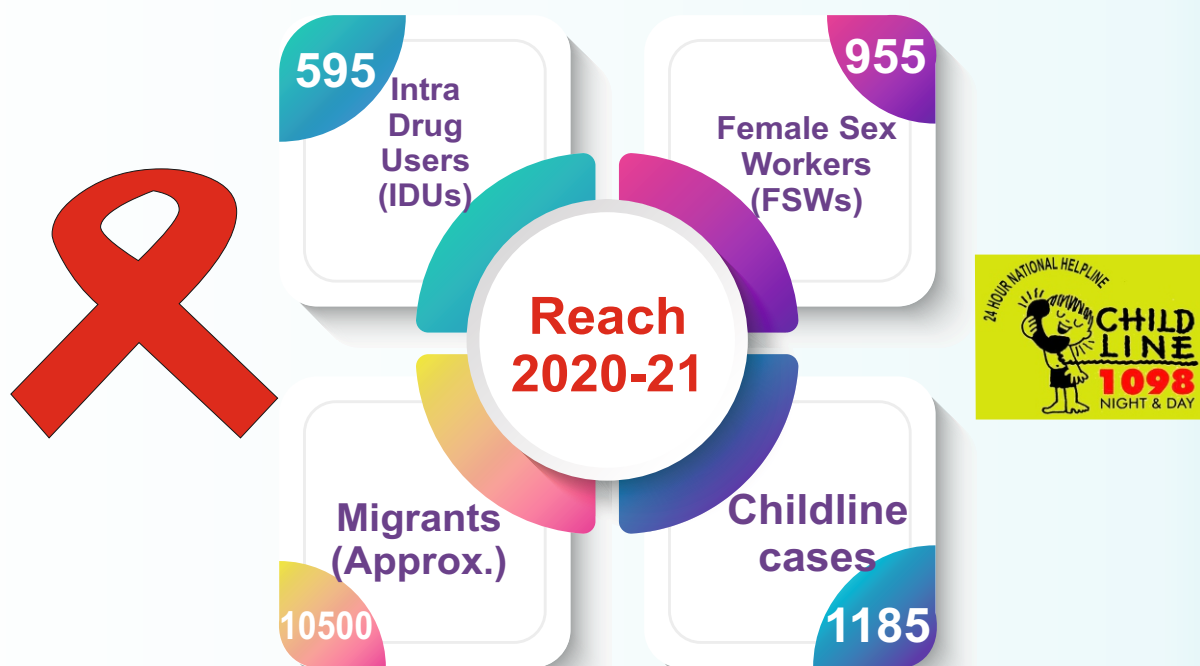 595
Intra
Drug
Users
(IDUs)
955
Female Sex
Workers
(FSWs)
Reach
2020-21
24 HOUR NATIONAL HELPLINE
CHILD
LINE
1098
NIGHT & DAY
Migrants
(Approx.)
10500
Childline
cases
1185